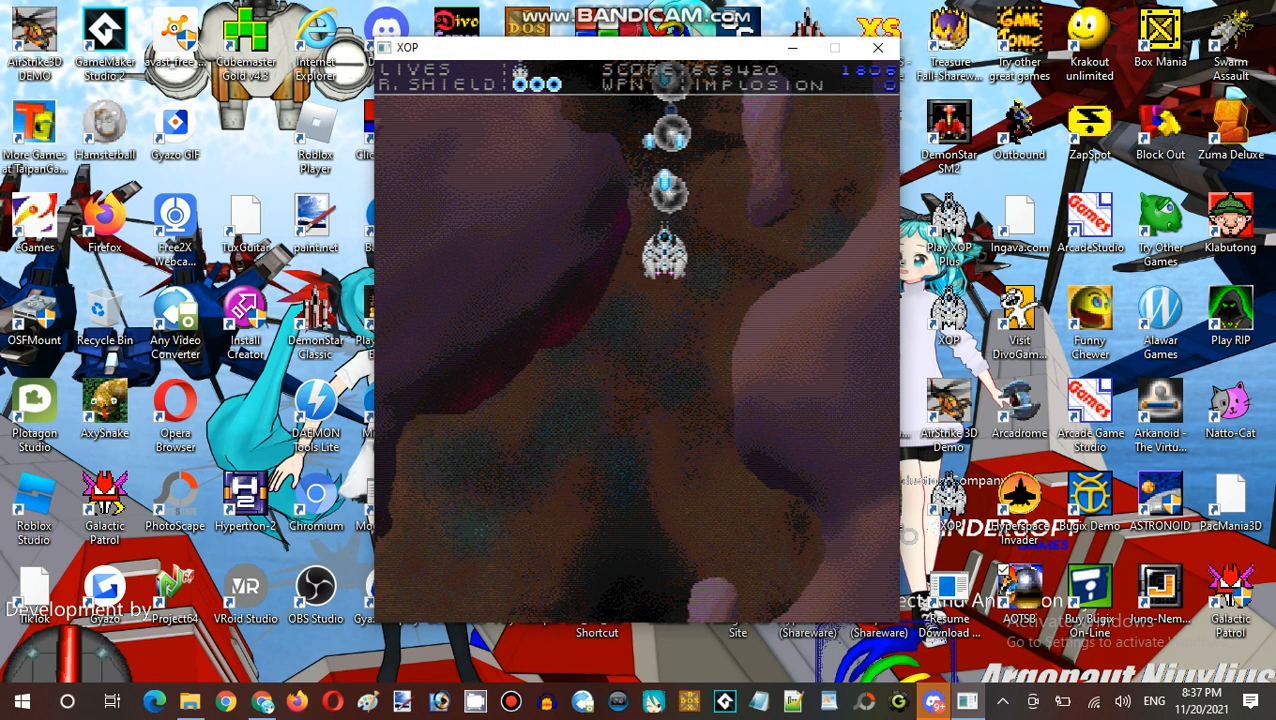 www.BANDICAM.com
XOP
LIVES :
SCORE:668420
1806
R. SHIELD:
WPN : IMPLOSION
0
AirStrike3D DEMO
GameMaker Studio 2
avast_free_...
Cubemaster Gold v4.3
Internet Explorer
Treasure Fall-Sharew...
Try other great games
Krakout unlimited
Box Mania
Swarm Assault
More Games at TaipanGa...
Hamsterball
Gyazo GIF
Roblox Player
DemonStar SM2
Outbound
ZapSpot
Block Out
Zuma Deluxe
eGames
Firefox
Free2X Webca...
TuxGuitar
paint.net
Play XOP Plus
Ingava.com
ArcadeStudio
Try Other Games
Klabutong
OSFMount
Recycle Bin
Any Video Converter
Install Creator
DemonStar Classic
XOP
Visit DivoGam...
Funny Chewer
Alawar Games
Play RIP
Plotagon Studio
AxySnake
Opera Browser
DAEMON Tools Lite
AirStrike 3D Demo
Arcadrome
Arcade Game Studio
Arkanoid - The Virtu...
Natto-Cat
Roblox Studio
Galactic Patrol
PhotoScape
Hypertron-2
Chromium
XOP
Hyperspace Invader
Bugix Demo
ASTRONOID
PacMania3D
TikTok
Gyazo
Project64
VRoid Studio
OBS Studio
Shortcut
Site
(Shareware)
(Shareware)
Resume Download ...
AOTSB
Buy Bugix On-Line
Juno-Nem...
Galactic Patrol
Development by
GAMES
Activate Windows
Go to Settings to activate Windows.
ENG
8:37 PM
11/20/2021